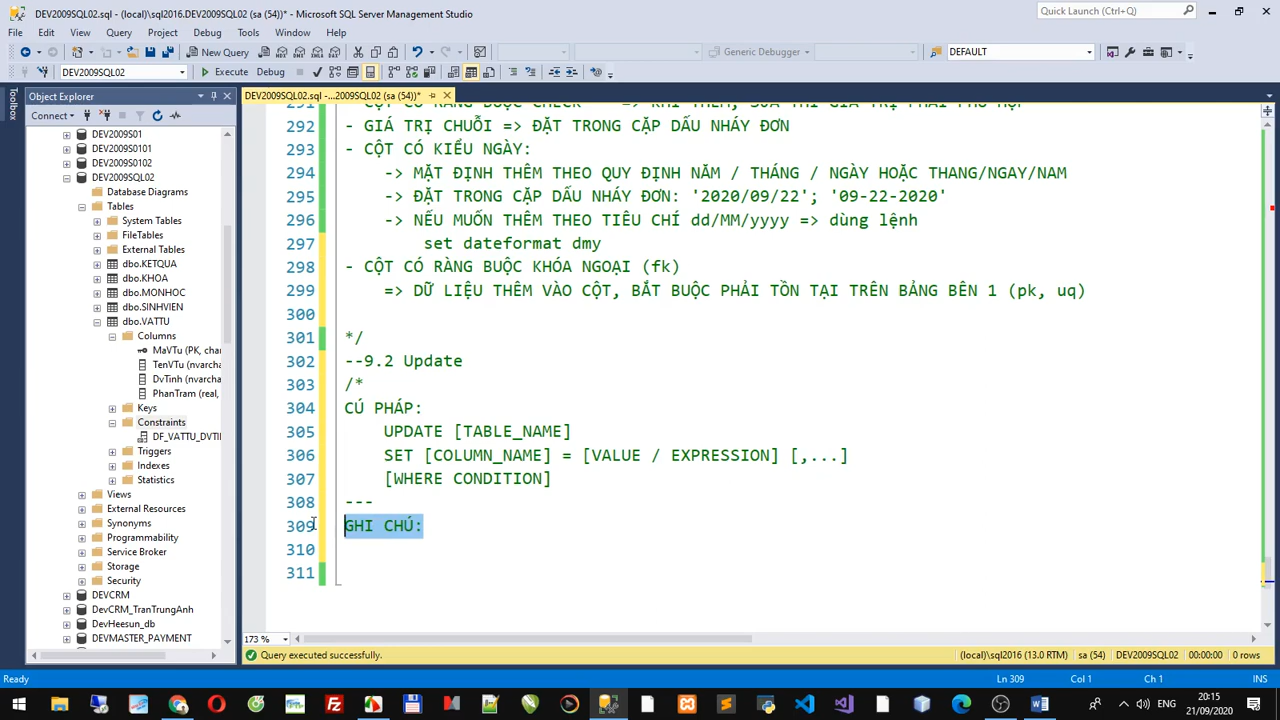 DEV2009SQL02.sql - (local)\sql2016.DEV2009SQL02 (sa (54))* - Microsoft SQL Server Management Studio
Quick Launch (Ctrl+Q)
File Edit View Query Project Debug Tools Window Help
New Query
Generic Debugger
DEFAULT
DEV2009SQL02
Execute Debug
Toolbox
Object Explorer
Connect
DEV2009S01
DEV2009S0101
DEV2009S0102
DEV2009SQL02
Database Diagrams
Tables
System Tables
FileTables
External Tables
dbo.KETQUA
dbo.KHOA
dbo.MONHOC
dbo.SINHVIEN
dbo.VATTU
Columns
MaVTu (PK, char
TenVTu (nvarcha
DvTinh (nvarcha
PhanTram (real,
Keys
Constraints
DF_VATTU_DVTI
Triggers
Indexes
Statistics
Views
External Resources
Synonyms
Programmability
Service Broker
Storage
Security
DEVCRM
DevCRM_TranTrungAnh
DevHeesun_db
DEVMASTER_PAYMENT
DEV2009SQL02.sql -...2009SQL02 (sa (54))*
291 - CỘT CÓ RÀNG BUỘC CHECK => KHI THÊM, SỬA THÌ GIÁ TRỊ PHẢI PHÙ HỢP
292 - GIÁ TRỊ CHUỖI => ĐẶT TRONG CẶP DẤU NHÁY ĐƠN
293 - CỘT CÓ KIỂU NGÀY:
294 -> MẶT ĐỊNH THÊM THEO QUY ĐỊNH NĂM / THÁNG / NGÀY HOẶC THANG/NGAY/NAM
295 -> ĐẶT TRONG CẶP DẤU NHÁY ĐƠN: '2020/09/22'; '09-22-2020'
296 -> NẾU MUỐN THÊM THEO TIÊU CHÍ dd/MM/yyyy => dùng lệnh
297 set dateformat dmy
298 - CỘT CÓ RÀNG BUỘC KHÓA NGOẠI (fk)
299 => DỮ LIỆU THÊM VÀO CỘT, BẮT BUỘC PHẢI TỒN TẠI TRÊN BẢNG BÊN 1 (pk, uq)
300
301 */
302 --9.2 Update
303 /*
304 CÚ PHÁP:
305 UPDATE [TABLE_NAME]
306 SET [COLUMN_NAME] = [VALUE / EXPRESSION] [,...]
307 [WHERE CONDITION]
308 ---
309 GHI CHÚ:
310
311
173 %
Query executed successfully.
(local)\sql2016 (13.0 RTM) sa (54) DEV2009SQL02 00:00:00 0 rows
Ready
Ln 309 Col 1 Ch 1 INS
ENG
20:15
21/09/2020